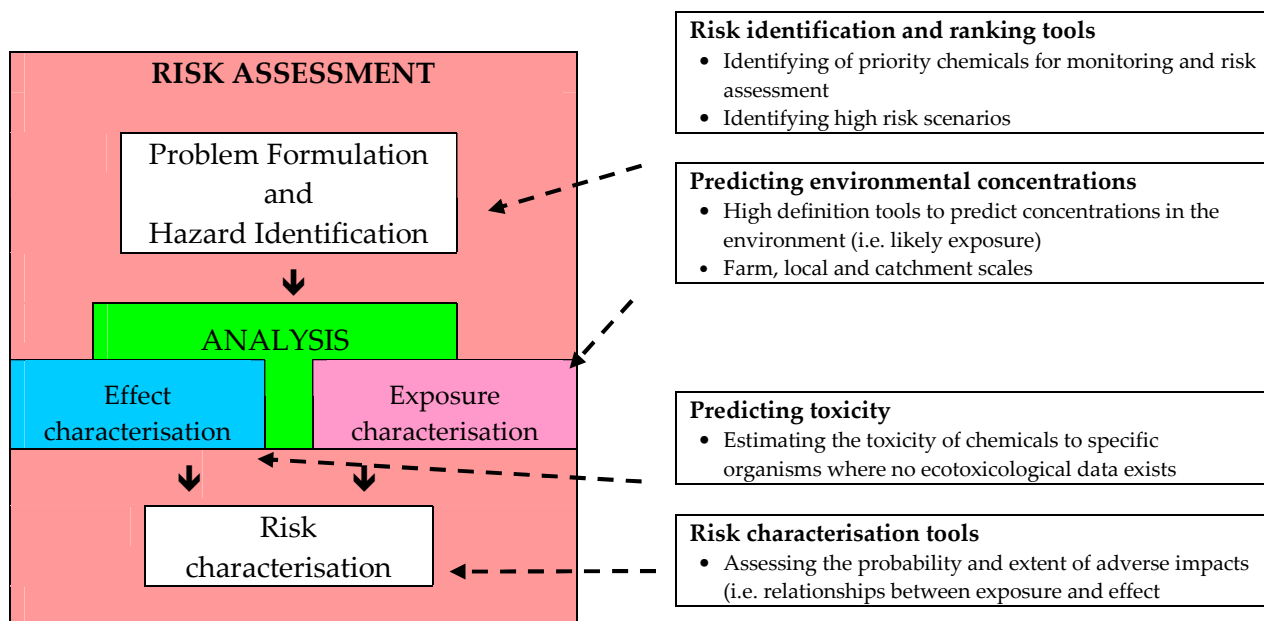 RISK ASSESSMENT
Problem Formulation
and
Hazard Identification
ANALYSIS
Effect
characterisation
Exposure
characterisation
Risk
characterisation
Risk identification and ranking tools
• Identifying of priority chemicals for monitoring and risk
assessment
• Identifying high risk scenarios
Predicting environmental concentrations
• High definition tools to predict concentrations in the
environment (i.e. likely exposure)
• Farm, local and catchment scales
Predicting toxicity
• Estimating the toxicity of chemicals to specific
organisms where no ecotoxicological data exists
Risk characterisation tools
• Assessing the probability and extent of adverse impacts
(i.e. relationships between exposure and effect